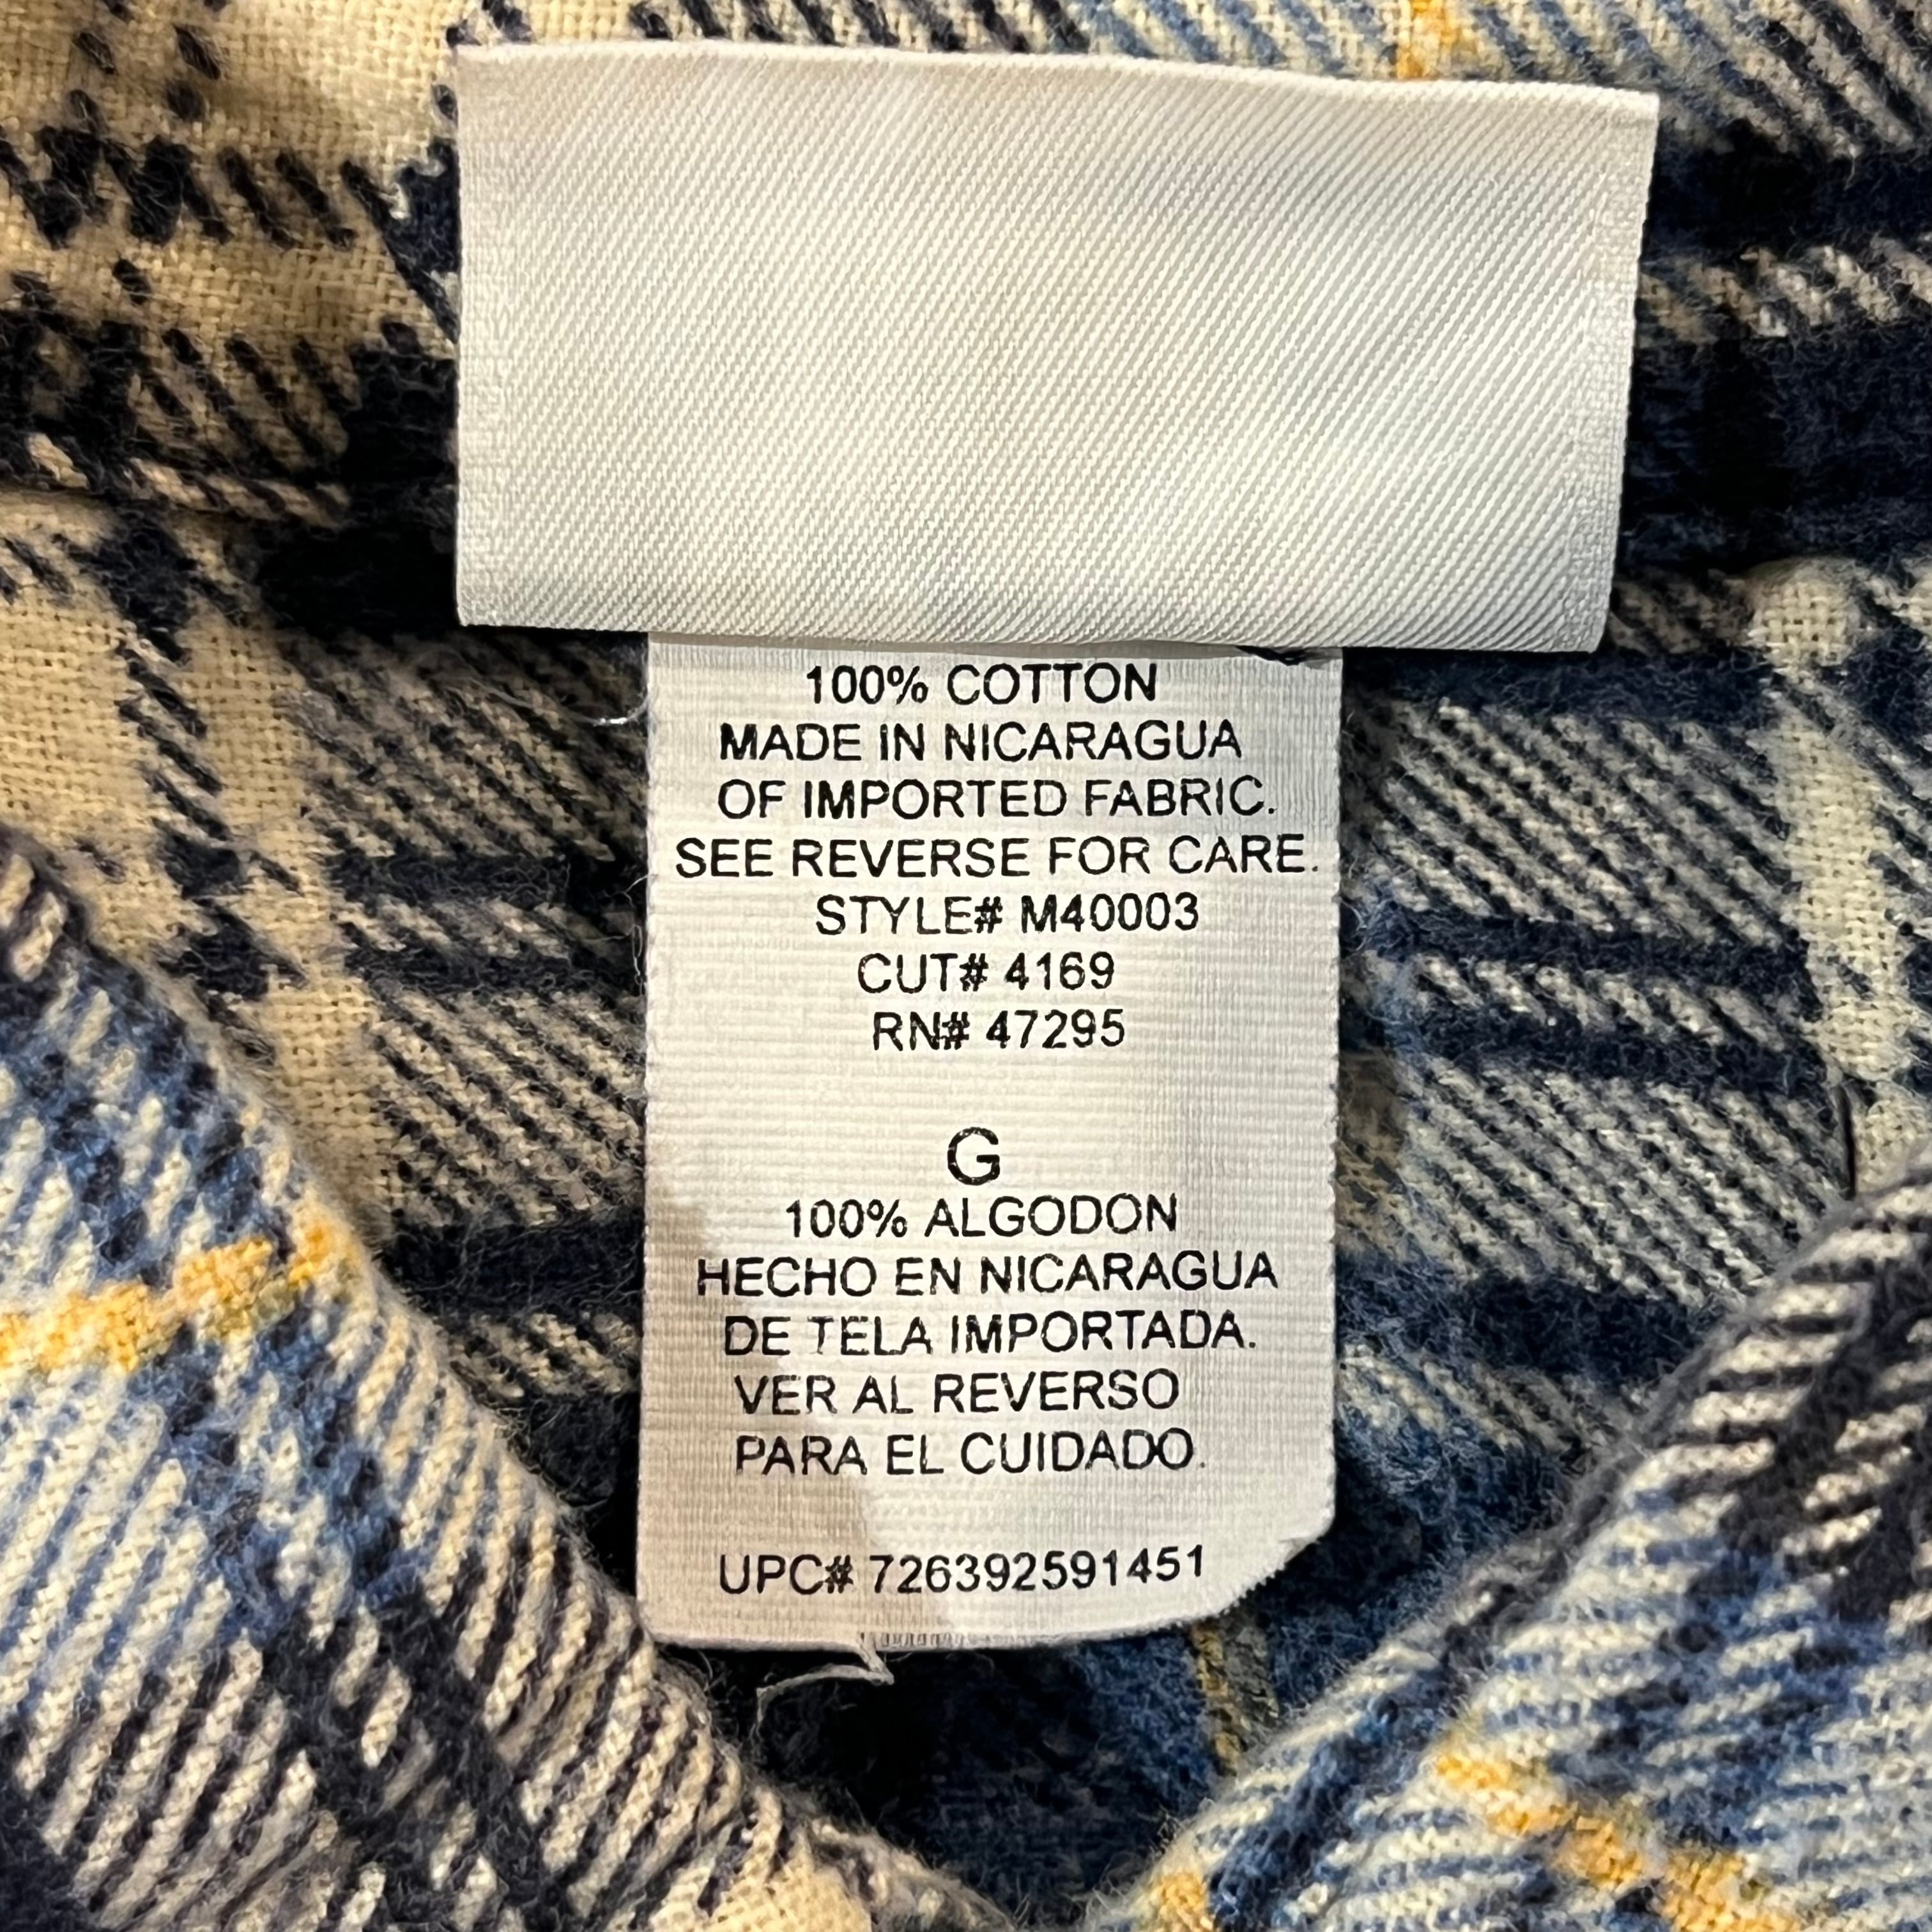 100% COTTON
MADE IN NICARAGUA
OF IMPORTED FABRIC.
SEE REVERSE FOR CARE.
STYLE# M40003
CUT# 4169
RN# 47295
G
100% ALGODON
HECHO EN NICARAGUA
DE TELA IMPORTADA.
VER AL REVERSO
PARA EL CUIDADO.
UPC# 726392591451